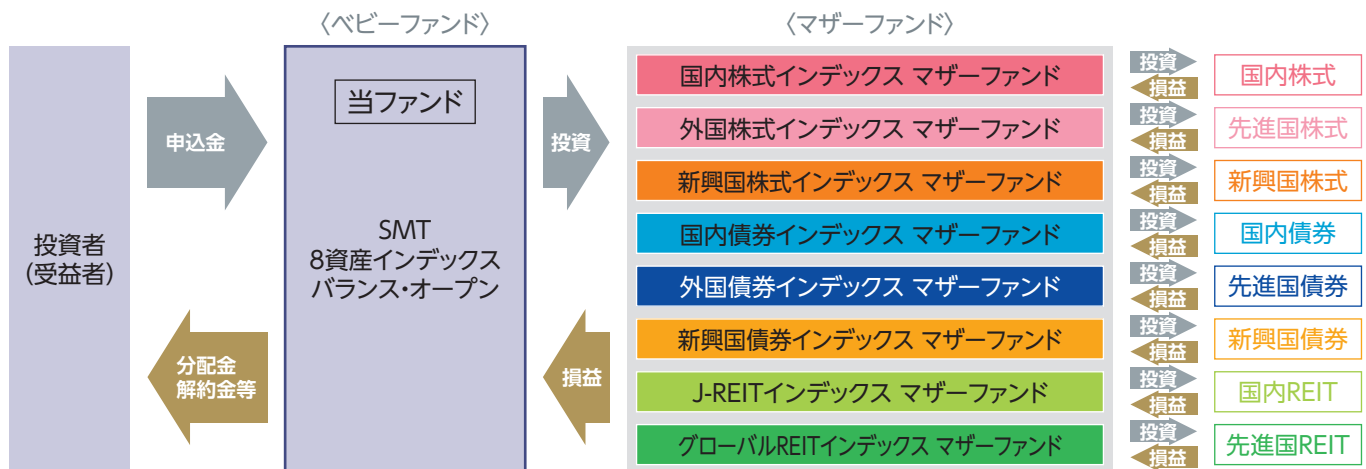 〈ベビーファンド〉
〈マザーファンド〉
投資者
(受益者)
申込金
分配金
解約金等
当ファンド
SMT
8資産インデックス
バランス・オープン
投資
損益
国内株式インデックス マザーファンド
投資
損益
国内株式
外国株式インデックス マザーファンド
投資
損益
先進国株式
新興国株式インデックス マザーファンド
投資
損益
新興国株式
国内債券インデックス マザーファンド
投資
損益
国内債券
外国債券インデックス マザーファンド
投資
損益
先進国債券
新興国債券インデックス マザーファンド
投資
損益
新興国債券
J-REITインデックス マザーファンド
投資
損益
国内REIT
グローバルREITインデックス マザーファンド
投資
損益
先進国REIT